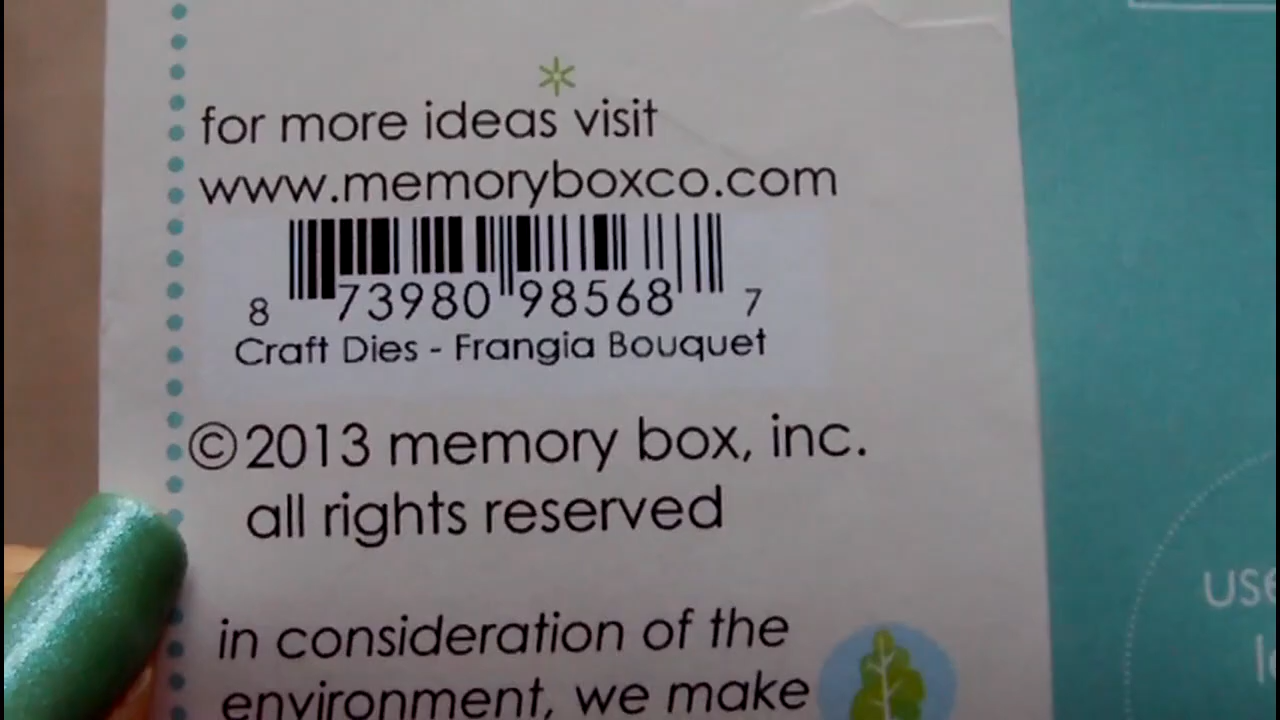 for more ideas visit
www.memoryboxco.com
8 73980 98568 7
Craft Dies - Frangia Bouquet
©2013 memory box, inc.
all rights reserved
in consideration of the
environment, we make